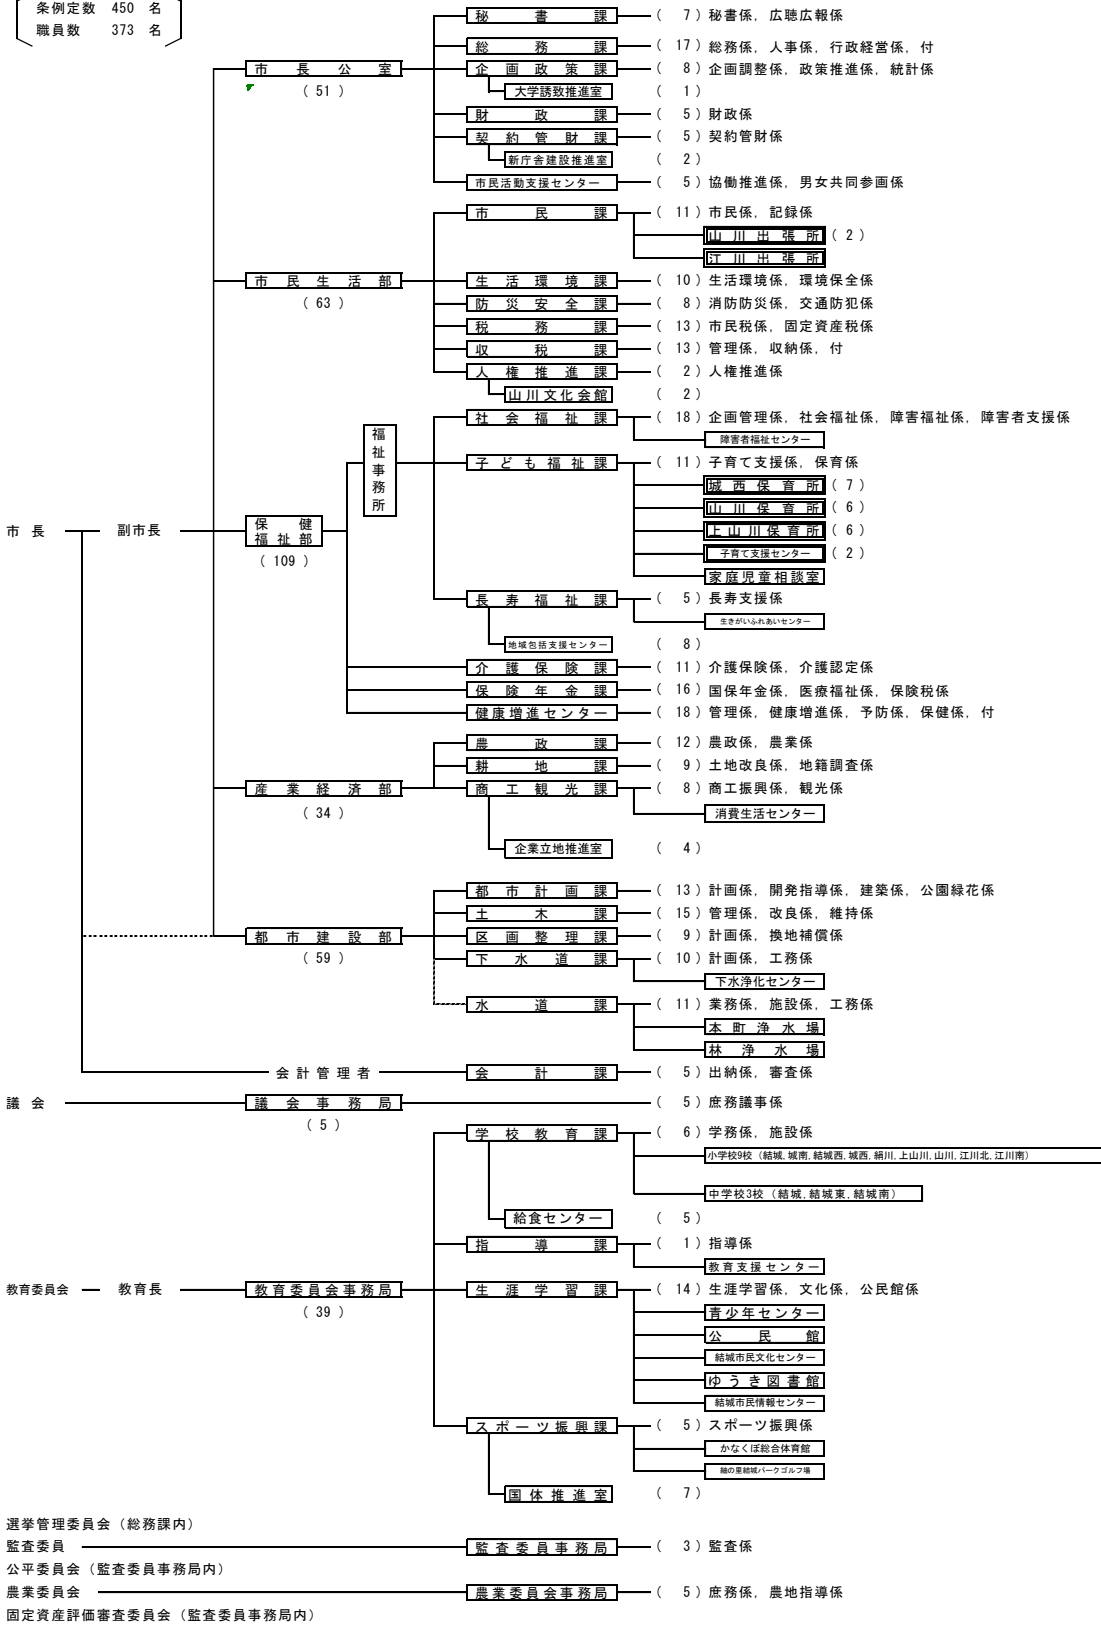 条例定数 450 名
職員数 373 名
秘書課 ( 7 ) 秘書係, 広聴広報係
総務課 ( 17 ) 総務係, 人事係, 行政経営係, 付
市長公室 企画政策課 ( 8 ) 企画調整係, 政策推進係, 統計係
( 51 ) 大学誘致推進室 ( 1 )
財政課 ( 5 ) 財政係
契約管財課 ( 5 ) 契約管財係
新庁舎建設推進室 ( 2 )
市民活動支援センター ( 5 ) 協働推進係, 男女共同参画係
市民課 ( 11 ) 市民係, 記録係
山川出張所 ( 2 )
江川出張所
市民生活部 生活環境課 ( 10 ) 生活環境係, 環境保全係
( 63 ) 防災安全課 ( 8 ) 消防防災係, 交通防犯係
税務課 ( 13 ) 市民税係, 固定資産税係
収税課 ( 13 ) 管理係, 収納係, 付
人権推進課 ( 2 ) 人権推進係
山川文化会館 ( 2 )
社会福祉課 ( 18 ) 企画管理係, 社会福祉係, 障害福祉係, 障害者支援係
障害者福祉センター
福祉事務所 子ども福祉課 ( 11 ) 子育て支援係, 保育係
城西保育所 ( 7 )
山川保育所 ( 6 )
市長 副市長 保健福祉部 上山川保育所 ( 6 )
( 109 ) 子育て支援センター ( 2 )
家庭児童相談室
長寿福祉課 ( 5 ) 長寿支援係
生きがいふれあいセンター
地域包括支援センター ( 8 )
介護保険課 ( 11 ) 介護保険係, 介護認定係
保険年金課 ( 16 ) 国保年金係, 医療福祉係, 保険税係
健康増進センター ( 18 ) 管理係, 健康増進係, 予防係, 保健係, 付
農政課 ( 12 ) 農政係, 農業係
耕地課 ( 9 ) 土地改良係, 地籍調査係
産業経済部 商工観光課 ( 8 ) 商工振興係, 観光係
( 34 ) 消費生活センター
企業立地推進室 ( 4 )
都市計画課 ( 13 ) 計画係, 開発指導係, 建築係, 公園緑花係
土木課 ( 15 ) 管理係, 改良係, 維持係
都市建設部 区画整理課 ( 9 ) 計画係, 換地補償係
( 59 ) 下水道課 ( 10 ) 計画係, 工務係
下水浄化センター
水道課 ( 11 ) 業務係, 施設係, 工務係
本町浄水場
林浄水場
会計管理者 会計課 ( 5 ) 出納係, 審査係
議会 議会事務局 ( 5 ) 庶務議事係
( 5 )
学校教育課 ( 6 ) 学務係, 施設係
小学校9校（結城, 城南, 結城西, 城西, 絹川, 上山川, 山川, 江川北, 江川南）
中学校3校（結城, 結城東, 結城南）
給食センター ( 5 )
指導課 ( 1 ) 指導係
教育支援センター
教育委員会 教育長 教育委員会事務局 生涯学習課 ( 14 ) 生涯学習係, 文化係, 公民館係
( 39 ) 青少年センター
公民館
結城市民文化センター
ゆうき図書館
結城市民情報センター
スポーツ振興課 ( 5 ) スポーツ振興係
かなくぼ総合体育館
紬の里結城パークゴルフ場
国体推進室 ( 7 )
選挙管理委員会（総務課内）
監査委員 監査委員事務局 ( 3 ) 監査係
公平委員会（監査委員事務局内）
農業委員会 農業委員会事務局 ( 5 ) 庶務係, 農地指導係
固定資産評価審査委員会（監査委員事務局内）